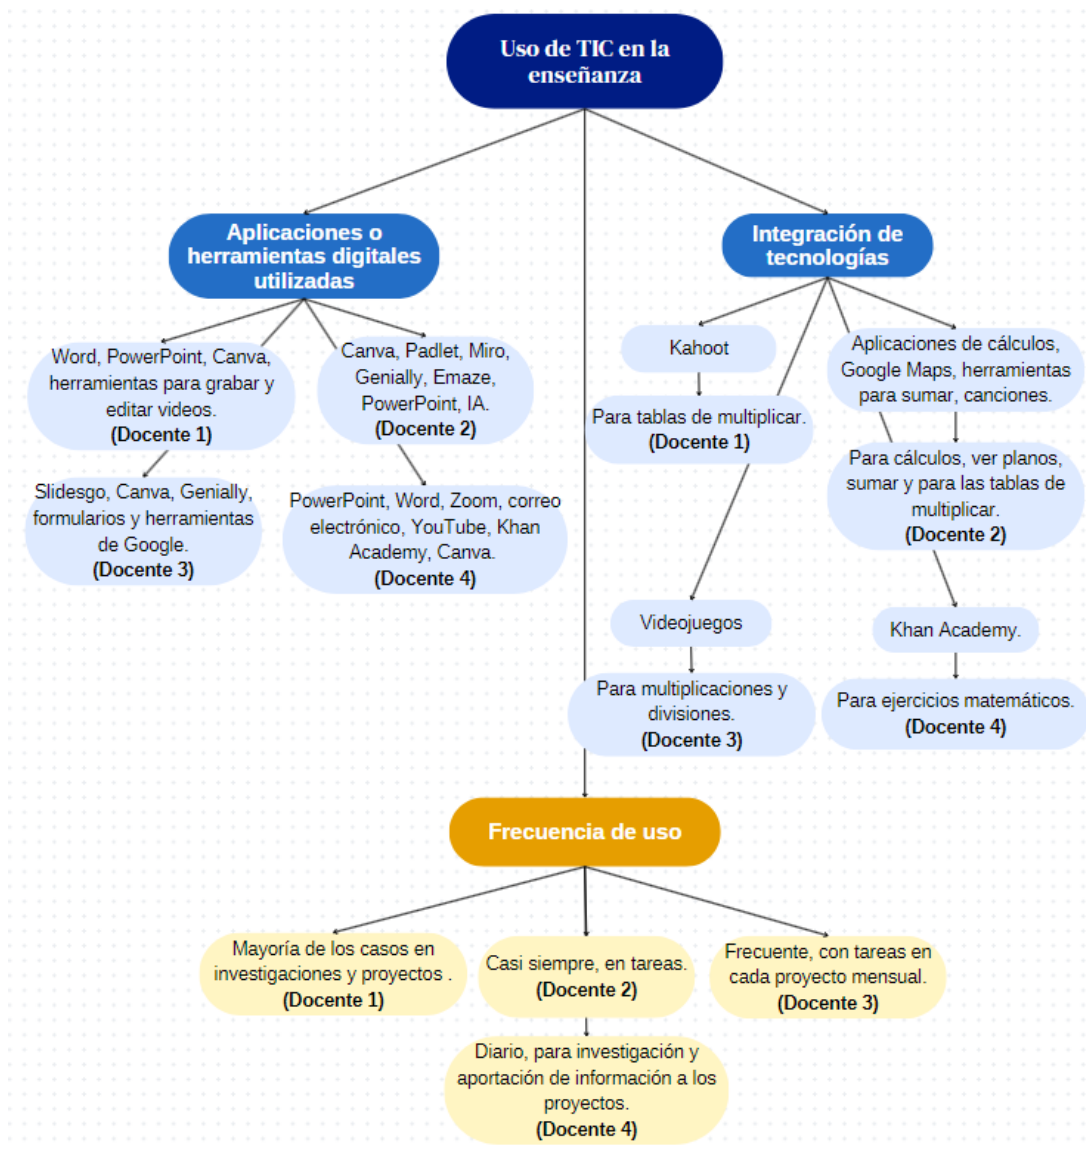 Uso de TIC en la
enseñanza
Aplicaciones o
herramientas digitales
utilizadas
Word, PowerPoint, Canva,
herramientas para grabar y
editar videos.
(Docente 1)
Canva, Padlet, Miro,
Genially, Emaze,
PowerPoint, IA.
(Docente 2)
Slidesgo, Canva, Genially,
formularios y herramientas
de Google.
(Docente 3)
PowerPoint, Word, Zoom, correo
electrónico, YouTube, Khan
Academy, Canva.
(Docente 4)
Integración de
tecnologías
Kahoot
Para tablas de multiplicar.
(Docente 1)
Aplicaciones de cálculos,
Google Maps, herramientas
para sumar, canciones.
Para cálculos, ver planos,
sumar y para las tablas de
multiplicar.
(Docente 2)
Videojuegos
Para multiplicaciones y
divisiones.
(Docente 3)
Khan Academy.
Para ejercicios matemáticos.
(Docente 4)
Frecuencia de uso
Mayoría de los casos en
investigaciones y proyectos .
(Docente 1)
Casi siempre, en tareas.
(Docente 2)
Frecuente, con tareas en
cada proyecto mensual.
(Docente 3)
Diario, para investigación y
aportación de información a los
proyectos.
(Docente 4)